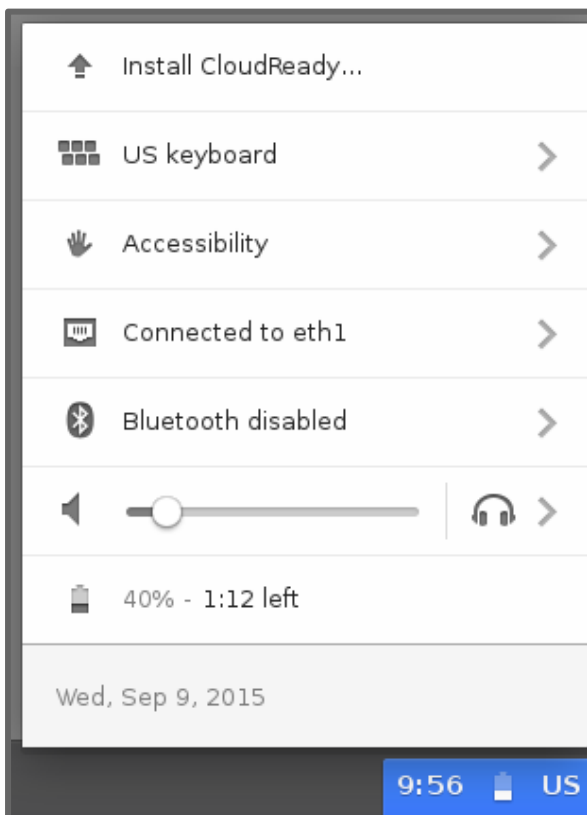 Install CloudReady...
US keyboard
Accessibility
Connected to eth1
Bluetooth disabled
40% - 1:12 left
Wed, Sep 9, 2015
9:56 US